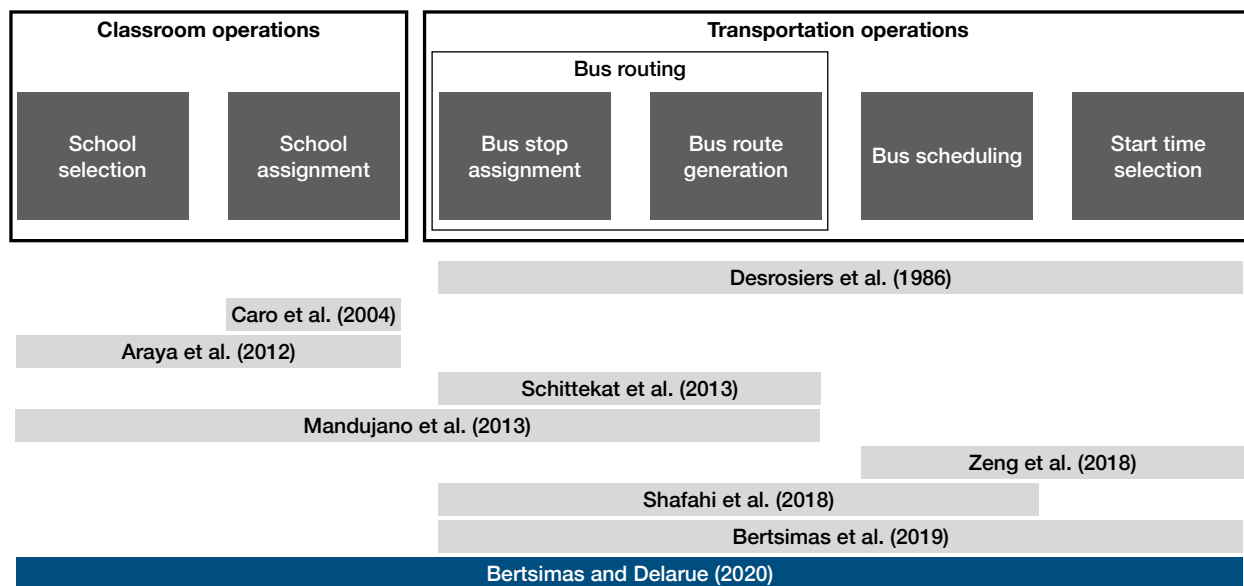 Classroom operations
Transportation operations
Bus routing
School
selection
School
assignment
Bus stop
assignment
Bus route
generation
Bus scheduling
Start time
selection
Desrosiers et al. (1986)
Caro et al. (2004)
Araya et al. (2012)
Schittekat et al. (2013)
Mandujano et al. (2013)
Zeng et al. (2018)
Shafahi et al. (2018)
Bertsimas et al. (2019)
Bertsimas and Delarue (2020)